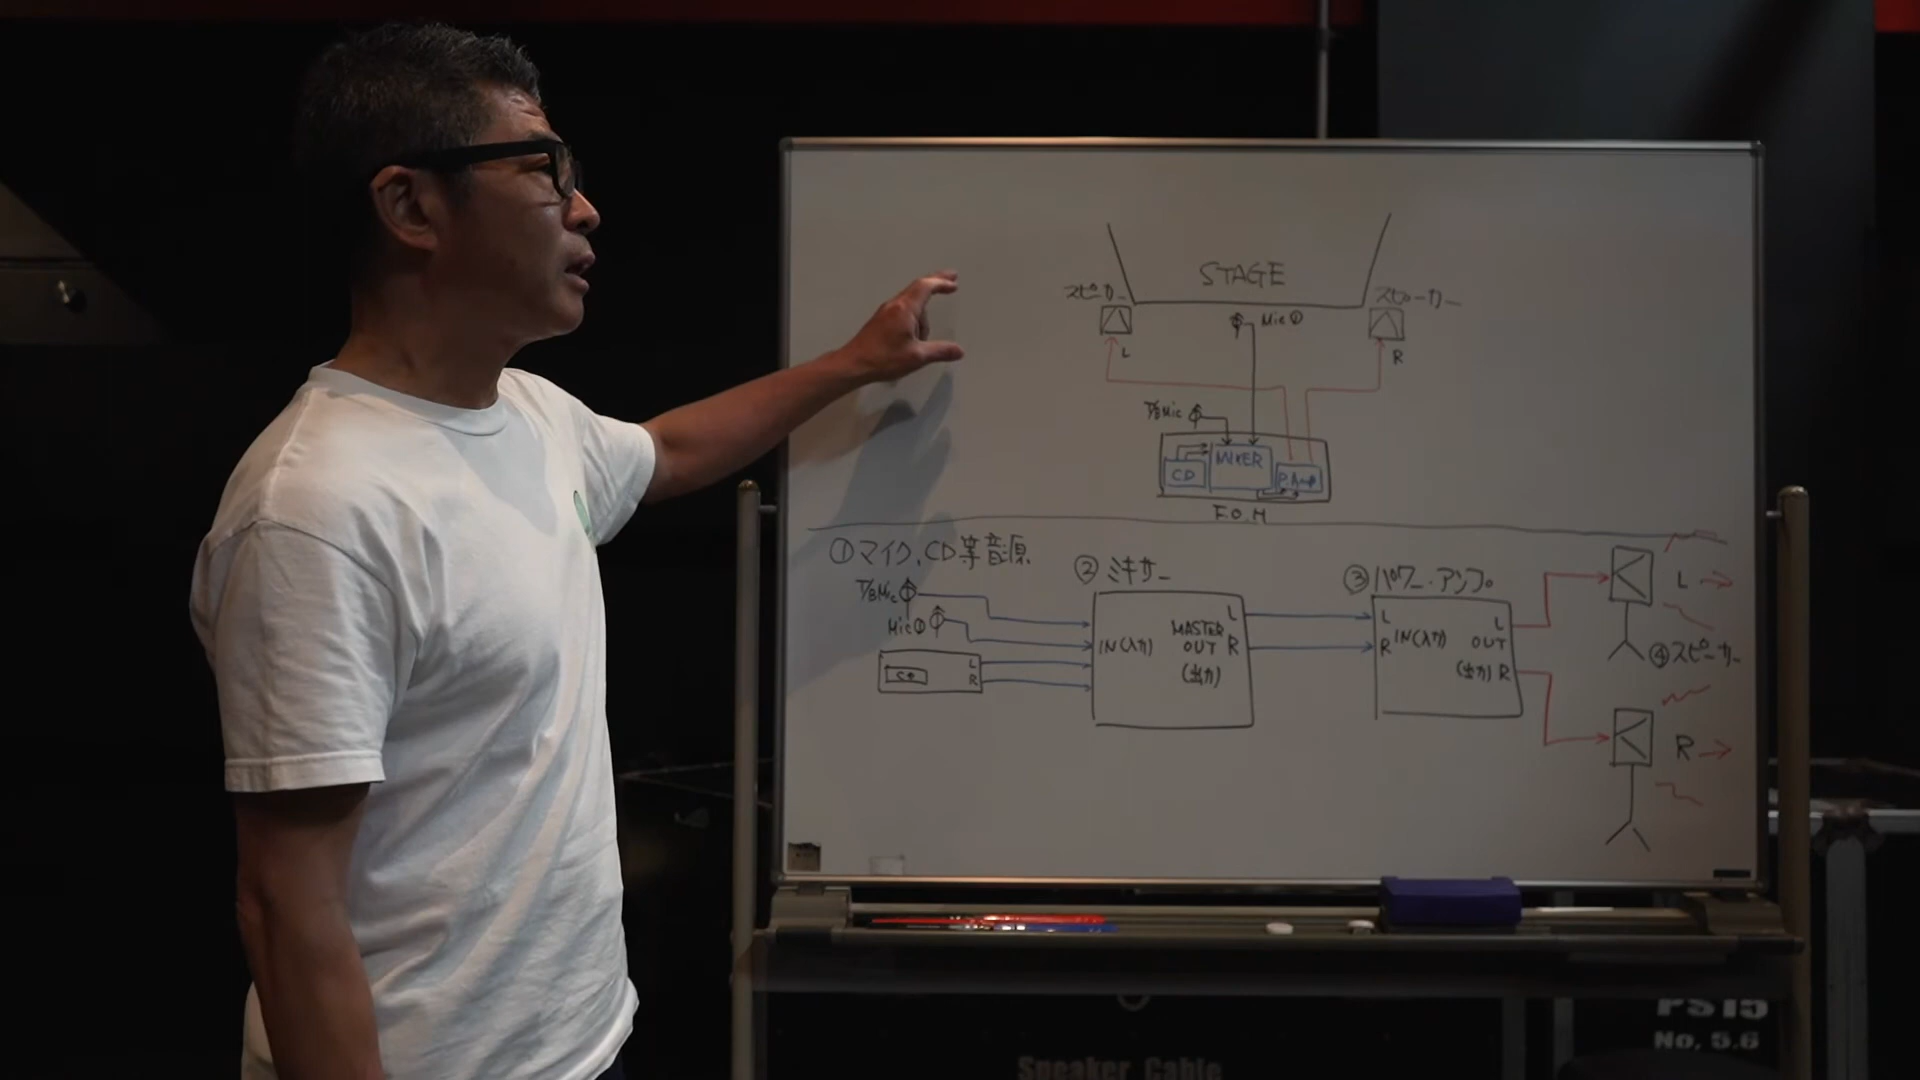 STAGE
スピーカー
スピーカー
Mic①
L
R
T/BMic
MIXER
CD
P.Amp
F.O.H
①マイク,CD等音源
②ミキサー
③パワー・アンプ
T/BMic
Mic①
CD
L
R
IN(入力)
MASTER
OUT
(出力)
L
R
L
R
IN(入力)
L
OUT
(出力) R
L
④スピーカー
R
PS15
No, 5.6
Speaker Cable